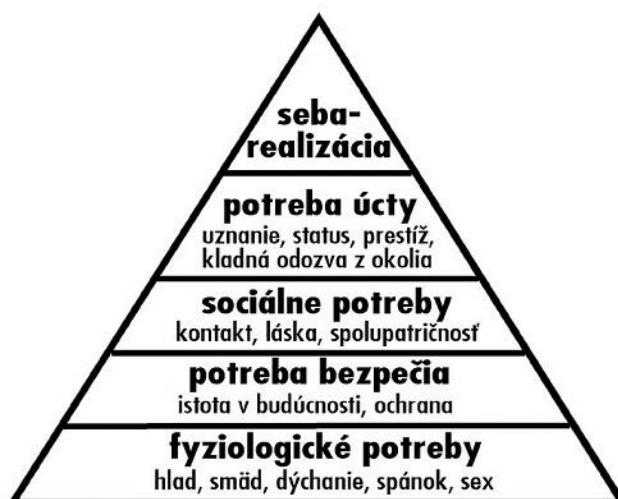 seba-
realizácia
potreba úcty
uznanie, status, prestíž,
kladná odozva z okolia
sociálne potreby
kontakt, láska, spolupatričnosť
potreba bezpečia
istota v budúcnosti, ochrana
fyziologické potreby
hlad, smäd, dýchanie, spánok, sex